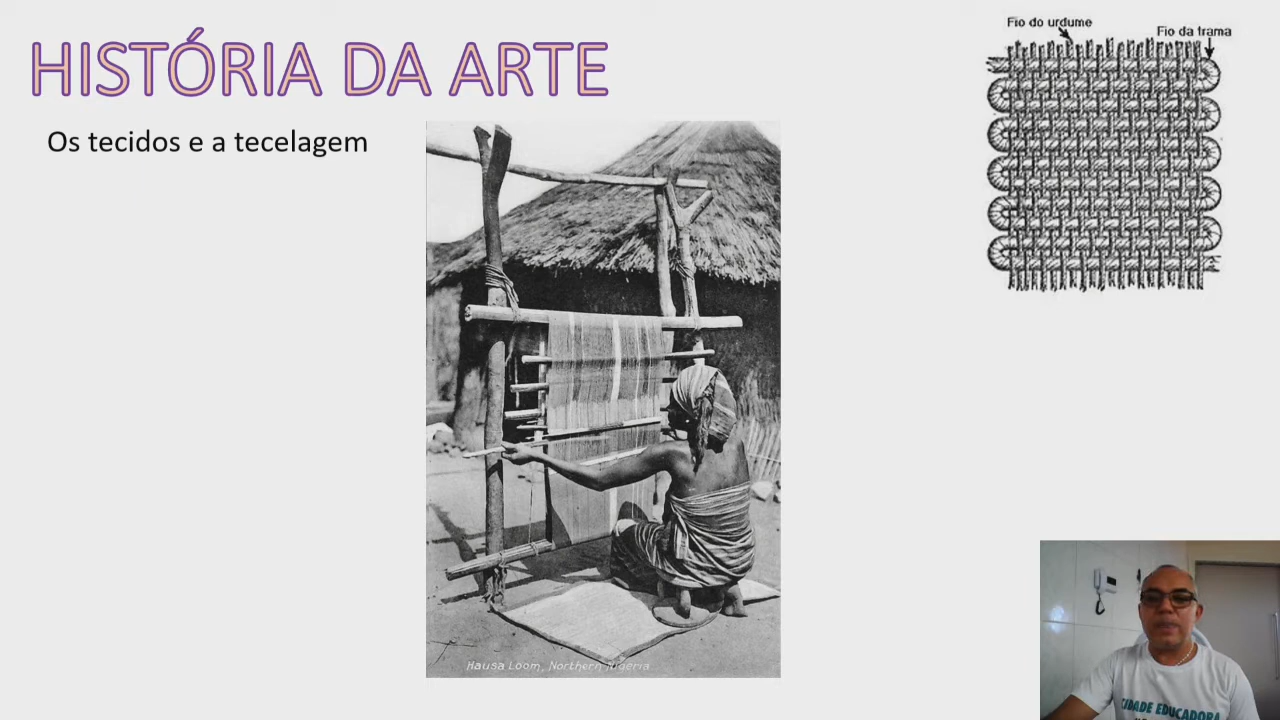 HISTÓRIA DA ARTE
Os tecidos e a tecelagem
Fio do urdume
Fio da trama
Hausa Loom, Northern Nigeria
CIDADE EDUCADORA